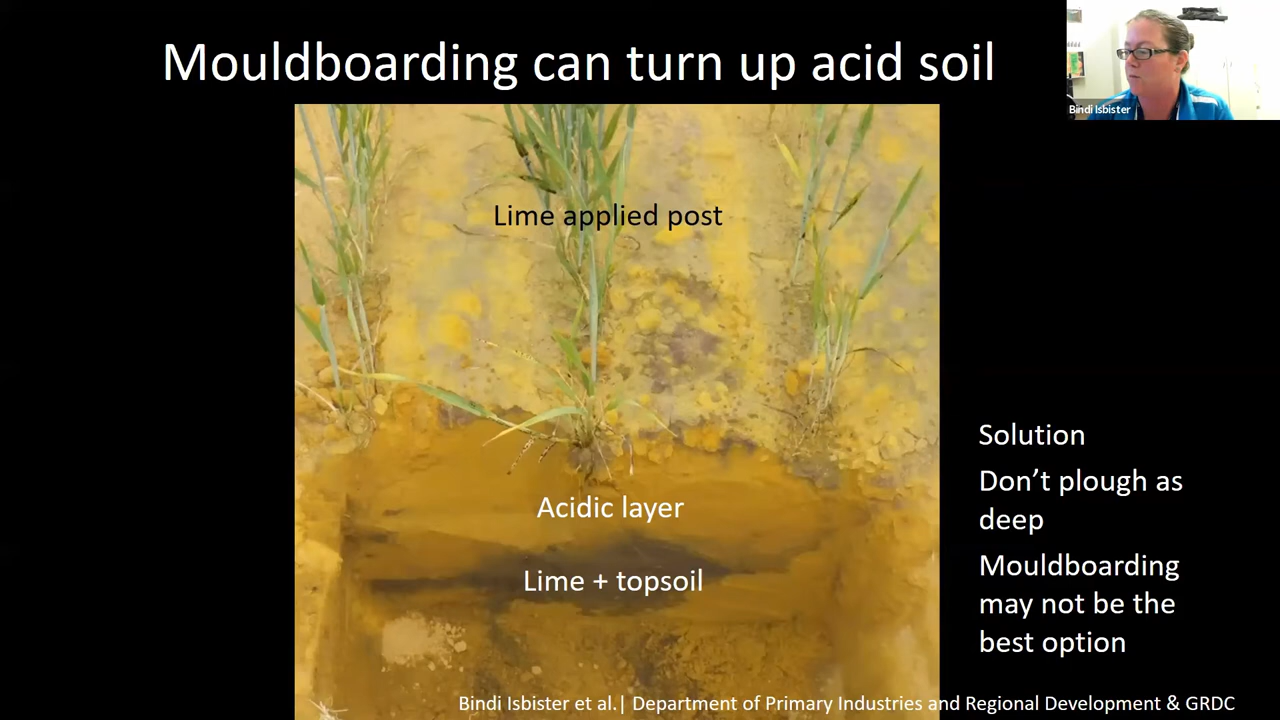 Mouldboarding can turn up acid soil
Bindi Isbister
Lime applied post
Acidic layer
Lime + topsoil
Solution
Don’t plough as
deep
Mouldboarding
may not be the
best option
Bindi Isbister et al.| Department of Primary Industries and Regional Development & GRDC